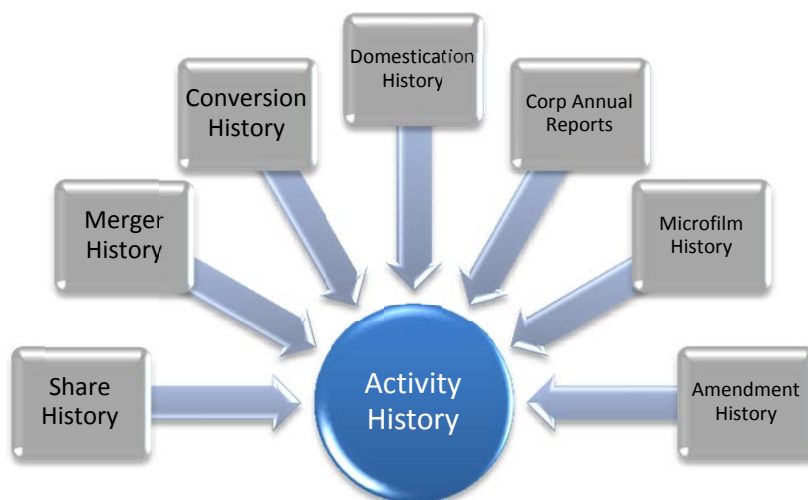 Domestication
History
Conversion
History
Corp Annual
Reports
Merger
History
Microfilm
History
Share
History
Activity
History
Amendment
History